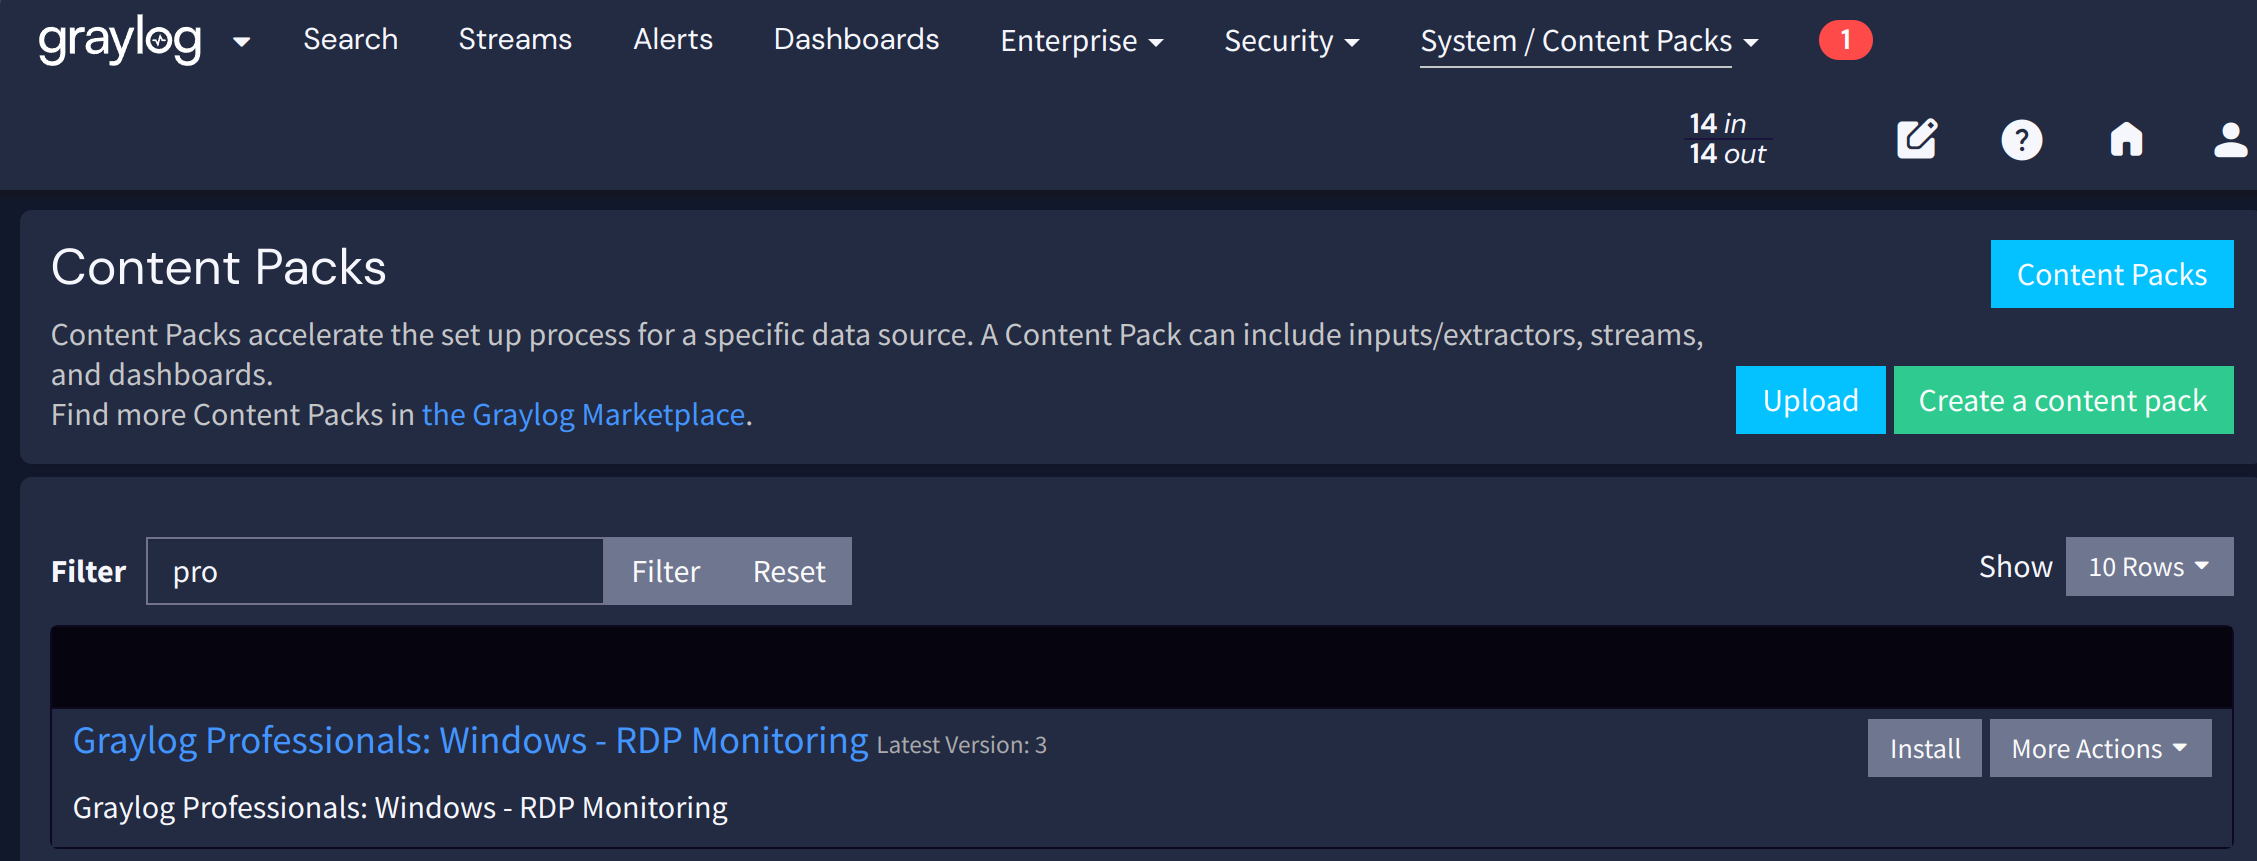 graylog Search Streams Alerts Dashboards Enterprise Security System / Content Packs 1
14 in
14 out
?
Content Packs
Content Packs
Content Packs accelerate the set up process for a specific data source. A Content Pack can include inputs/extractors, streams,
and dashboards.
Find more Content Packs in the Graylog Marketplace.
Upload Create a content pack
Filter pro Filter Reset Show 10 Rows
Graylog Professionals: Windows - RDP Monitoring Latest Version: 3 Install More Actions
Graylog Professionals: Windows - RDP Monitoring